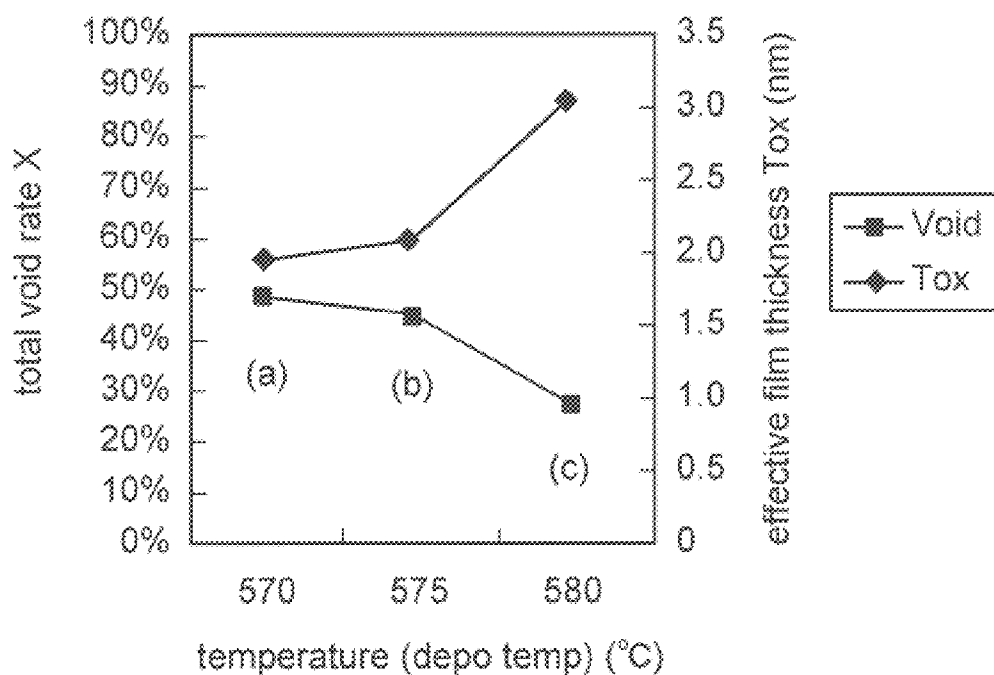 total void rate X
100%
90%
80%
70%
60%
50%
40%
30%
20%
10%
0%
(a)
(b)
(c)
3.5
3.0
2.5
2.0
1.5
1.0
0.5
0
effective film thickness Tox (nm)
Void
Tox
570 575 580
temperature (depo temp) (°C)